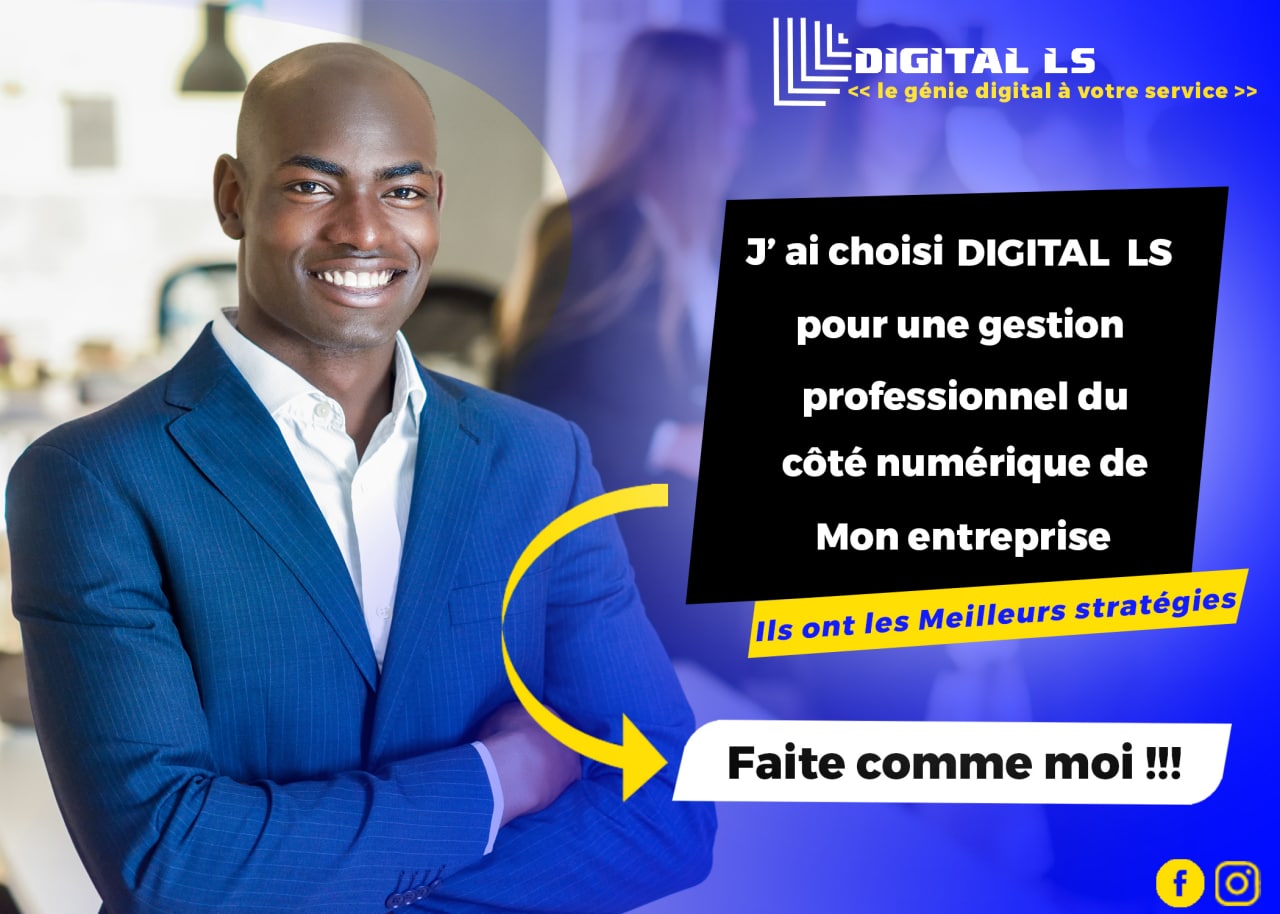 DIGITAL LS
<< le génie digital à votre service >>
J' ai choisi DIGITAL LS
pour une gestion
professionnel du
côté numérique de
Mon entreprise
Ils ont les Meilleurs stratégies
Faite comme moi !!!